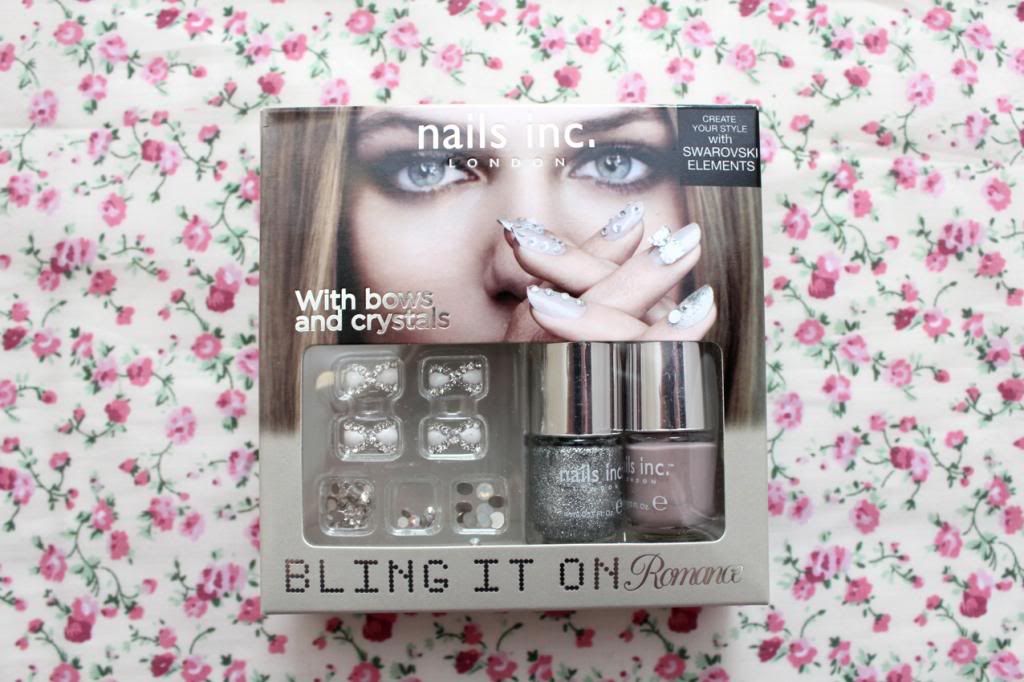 nails inc.
LONDON
CREATE
YOUR STYLE
with
SWAROVSKI
ELEMENTS
With bows
and crystals
nails inc
ils inc.
BLING IT ON Romance